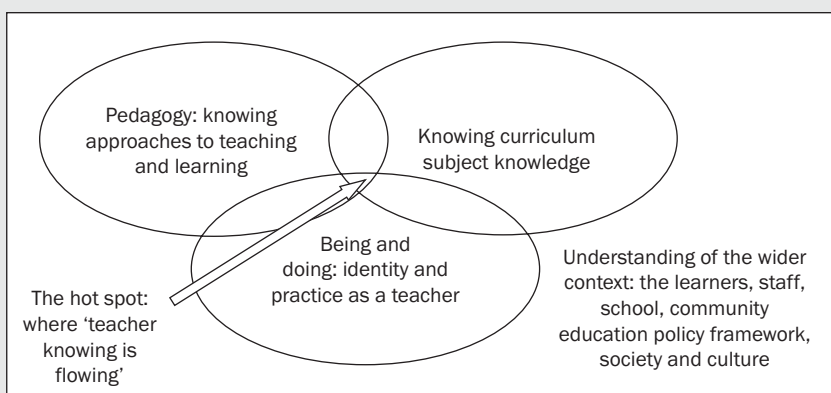 Pedagogy: knowing
approaches to teaching
and learning
Knowing curriculum
subject knowledge
Being and
doing: identity and
practice as a teacher
The hot spot:
where ‘teacher
knowing is
flowing’
Understanding of the wider
context: the learners, staff,
school, community
education policy framework,
society and culture